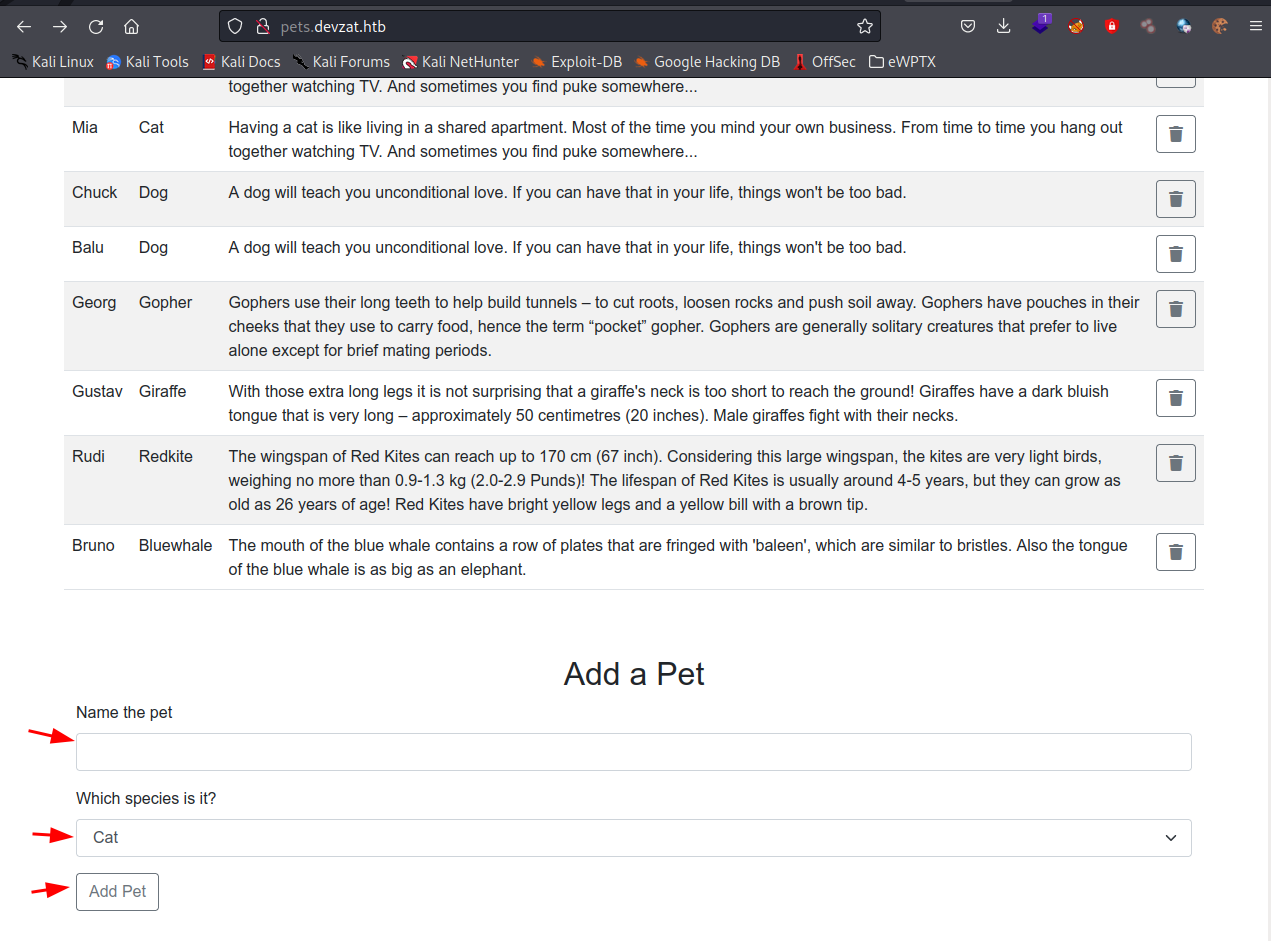 pets.devzat.htb
1
Kali Linux Kali Tools Kali Docs Kali Forums Kali NetHunter Exploit-DB Google Hacking DB OffSec eWPTX
together watching TV. And sometimes you find puke somewhere...
Mia Cat Having a cat is like living in a shared apartment. Most of the time you mind your own business. From time to time you hang out
together watching TV. And sometimes you find puke somewhere...
Chuck Dog A dog will teach you unconditional love. If you can have that in your life, things won't be too bad.
Balu Dog A dog will teach you unconditional love. If you can have that in your life, things won't be too bad.
Georg Gopher Gophers use their long teeth to help build tunnels – to cut roots, loosen rocks and push soil away. Gophers have pouches in their
cheeks that they use to carry food, hence the term “pocket” gopher. Gophers are generally solitary creatures that prefer to live
alone except for brief mating periods.
Gustav Giraffe With those extra long legs it is not surprising that a giraffe's neck is too short to reach the ground! Giraffes have a dark bluish
tongue that is very long – approximately 50 centimetres (20 inches). Male giraffes fight with their necks.
Rudi Redkite The wingspan of Red Kites can reach up to 170 cm (67 inch). Considering this large wingspan, the kites are very light birds,
weighing no more than 0.9-1.3 kg (2.0-2.9 Punds)! The lifespan of Red Kites is usually around 4-5 years, but they can grow as
old as 26 years of age! Red Kites have bright yellow legs and a yellow bill with a brown tip.
Bruno Bluewhale The mouth of the blue whale contains a row of plates that are fringed with 'baleen', which are similar to bristles. Also the tongue
of the blue whale is as big as an elephant.
Add a Pet
Name the pet
Which species is it?
Cat
Add Pet